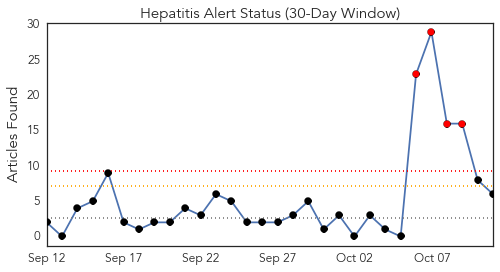 Hepatitis Alert Status (30-Day Window)
Articles Found
30
25
20
15
10
5
0
Sep 12 Sep 17 Sep 22 Sep 27 Oct 02 Oct 07